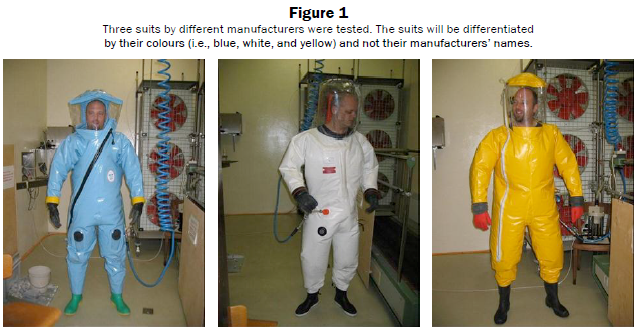 Figure 1
Three suits by different manufacturers were tested. The suits will be differentiated
by their colours (i.e., blue, white, and yellow) and not their manufacturers' names.